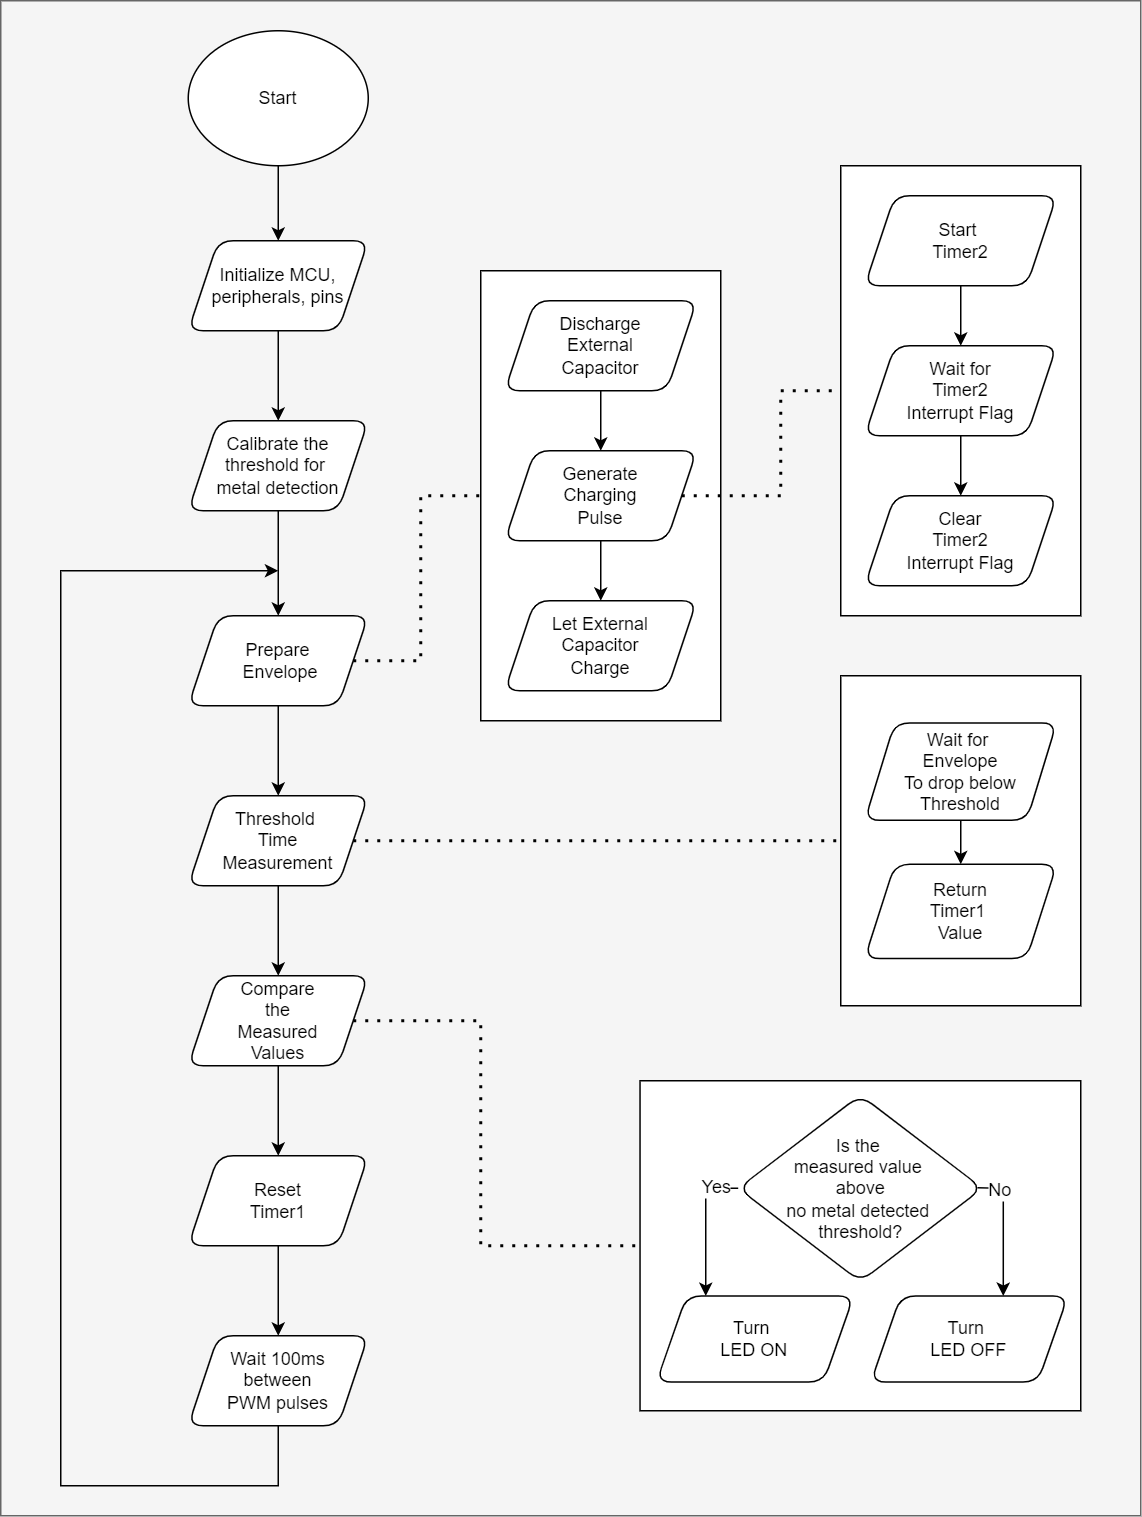 Start
Initialize MCU,
peripherals, pins
Calibrate the
threshold for
metal detection
Prepare
Envelope
Threshold
Time
Measurement
Compare
the
Measured
Values
Reset
Timer1
Wait 100ms
between
PWM pulses
Discharge
External
Capacitor
Generate
Charging
Pulse
Let External
Capacitor
Charge
Start
Timer2
Wait for
Timer2
Interrupt Flag
Clear
Timer2
Interrupt Flag
Wait for
Envelope
To drop below
Threshold
Return
Timer1
Value
Is the
measured value
above
no metal detected
threshold?
Yes
No
Turn
LED ON
Turn
LED OFF